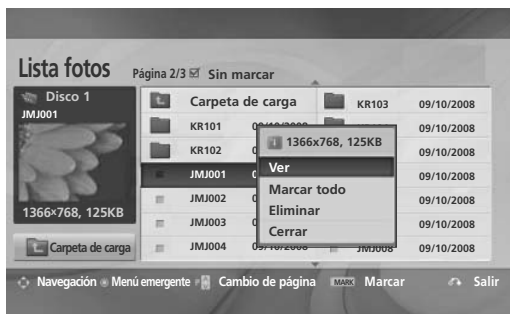 Lista fotos Página 2/3 Sin marcar
Disco 1
JMJ001
1366×768, 125KB
Carpeta de carga
Carpeta de carga KR103 09/10/2008
KR101 09/10/2008
KR102 09/10/2008
JMJ001 09/10/2008
JMJ002 09/10/2008
JMJ003 09/10/2008
JMJ004 09/10/2008 JMJ008 09/10/2008
1366x768, 125KB
Ver
Marcar todo
Eliminar
Cerrar
Navegación Menú emergente P Cambio de página MARK Marcar Salir